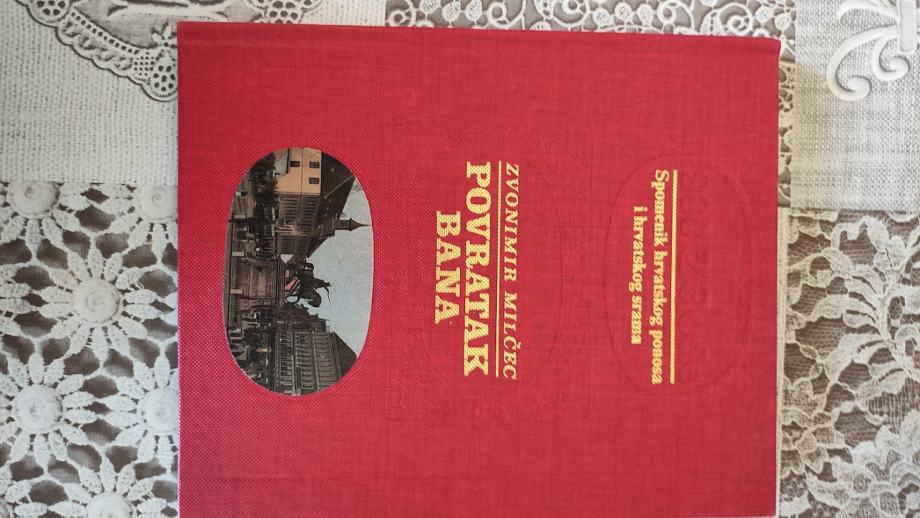 Spomenik hrvatskog ponosa
i hrvatskog srama
ZVONIMIR MILČEC
POVRATAK
BANA